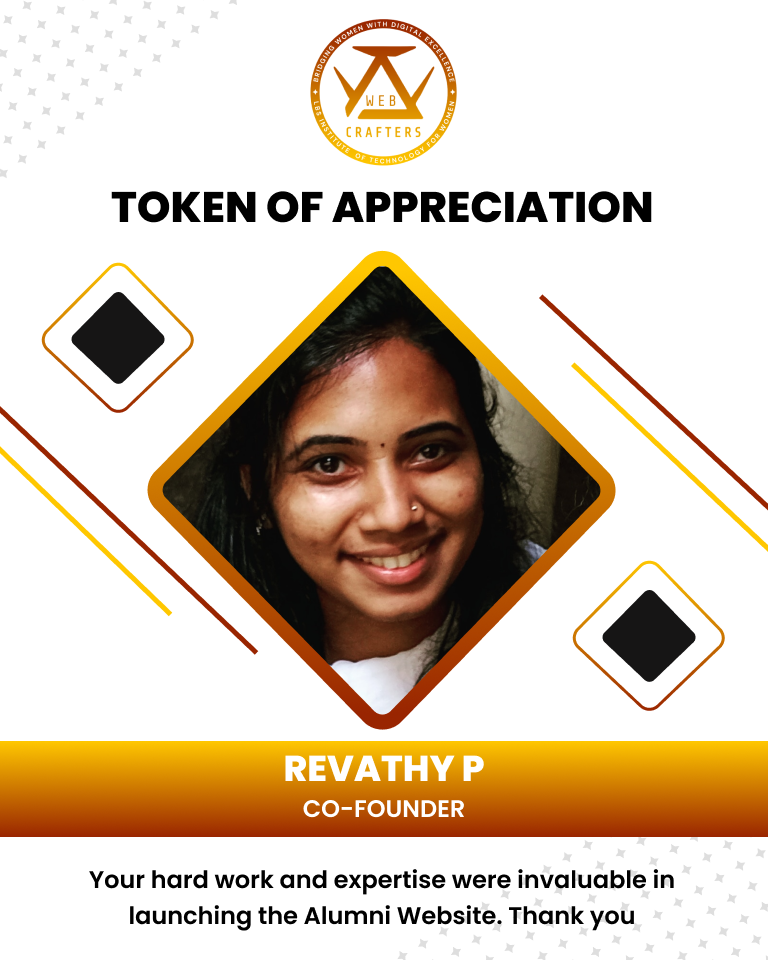 BRIDGING WOMEN WITH DIGITAL EXCELLENCE
WEB
CRAFTERS
LBS INSTITUTE OF TECHNOLOGY FOR WOMEN
TOKEN OF APPRECIATION
REVATHY P
CO-FOUNDER
Your hard work and expertise were invaluable in
launching the Alumni Website. Thank you